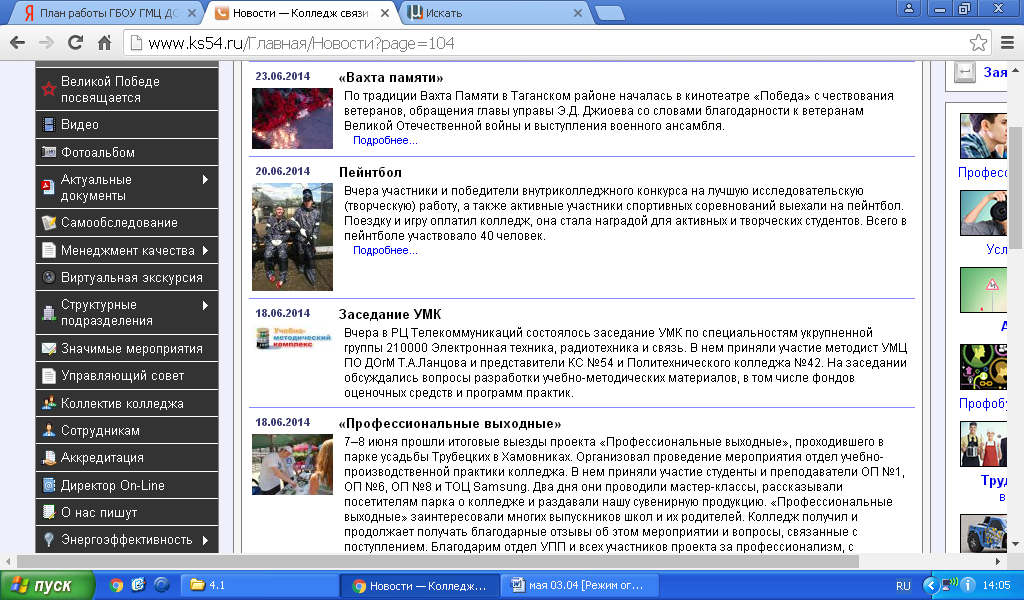 План работы ГБОУ ГМЦ ДО
Новости — Колледж связи
Искать
www.ks54.ru/Главная/Новости?page=104
Великой Победе
посвящается
Видео
Фотоальбом
Актуальные
документы
Самообследование
Менеджмент качества
Виртуальная экскурсия
Структурные
подразделения
Значимые мероприятия
Управляющий совет
Коллектив колледжа
Сотрудникам
Аккредитация
Директор On-Line
О нас пишут
Энергоэффективность
23.06.2014
«Вахта памяти»
По традиции Вахта Памяти в Таганском районе началась в кинотеатре «Победа» с чествования
ветеранов, обращения главы управы Э.Д. Джиоева со словами благодарности к ветеранам
Великой Отечественной войны и выступления военного ансамбля.
Подробнее...
20.06.2014
Пейнтбол
Вчера участники и победители внутриколледжного конкурса на лучшую исследовательскую
(творческую) работу, а также активные участники спортивных соревнований выехали на пейнтбол.
Поездку и игру оплатил колледж, она стала наградой для активных и творческих студентов. Всего в
пейнтболе участвовало 40 человек.
Подробнее...
18.06.2014
Заседание УМК
Учебно-
методический
комплекс
Вчера в РЦ Телекоммуникаций состоялось заседание УМК по специальностям укрупненной
группы 210000 Электронная техника, радиотехника и связь. В нем приняли участие методист УМЦ
ПО ДОгМ Т.А.Ланцова и представители КС №54 и Политехнического колледжа №42. На заседании
обсуждались вопросы разработки учебно-методических материалов, в том числе фондов
оценочных средств и программ практик.
18.06.2014
«Профессиональные выходные»
7–8 июня прошли итоговые выезды проекта «Профессиональные выходные», проходившего в
парке усадьбы Трубецких в Хамовниках. Организовал проведение мероприятия отдел учебно-
производственной практики колледжа. В нем приняли участие студенты и преподаватели ОП №1,
ОП №6, ОП №8 и ТОЦ Samsung. Два дня они проводили мастер-классы, рассказывали
посетителям парка о колледже и раздавали нашу сувенирную продукцию. «Профессиональные
выходные» заинтересовали многих выпускников школ и их родителей. Колледж получил и
продолжает получать благодарные отзывы об этом мероприятии и вопросы, связанные с
поступлением. Благодарим отдел УПП и всех участников проекта за профессионализм, с
Зая
Професс
Усл
Профобу
Труд
в
пуск
4.1
Новости — Колледж...
мая 03.04 [Режим ог...
RU
14:05